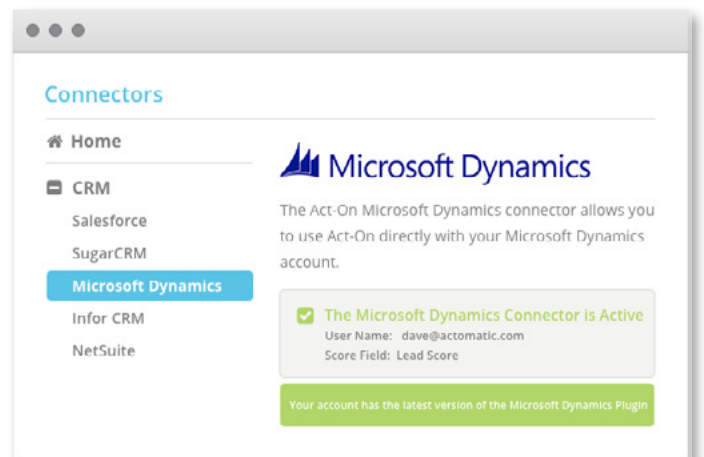 Connectors
Home
CRM
Salesforce
SugarCRM
Microsoft Dynamics
Infor CRM
NetSuite
Microsoft Dynamics
The Act-On Microsoft Dynamics connector allows you
to use Act-On directly with your Microsoft Dynamics
account.
The Microsoft Dynamics Connector is Active
User Name: dave@actomatic.com
Score Field: Lead Score
Your account has the latest version of the Microsoft Dynamics Plugin